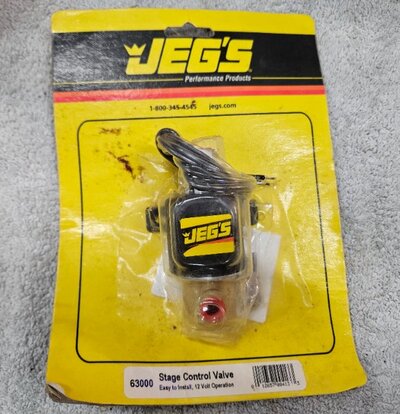 JEG'S
Performance Products
1-800-345-4545 jegs.com
JEG'S
63000 Stage Control Valve
Easy to Install, 12 Volt Operation